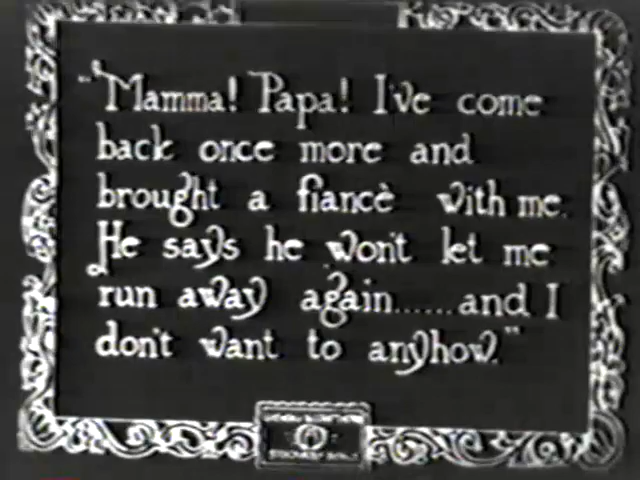 "Mamma! Papa! I've come
back once more and
brought a fiancè with me.
He says he won't let me
run away again......and I
don't want to anyhow."